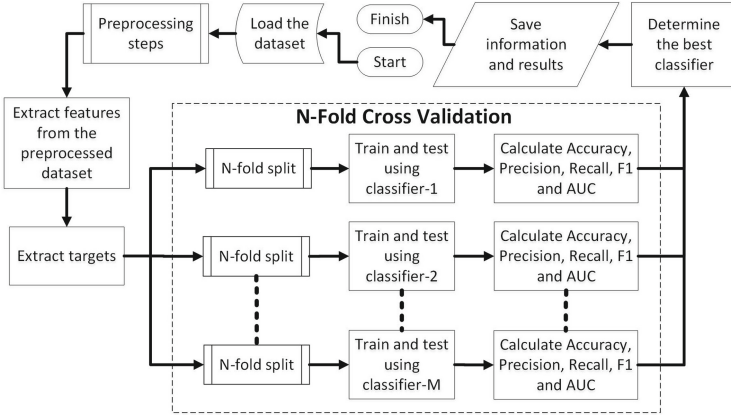 Preprocessing
steps
Load the
dataset
Finish
Start
Save
information
and results
Determine
the best
classifier
Extract features
from the
preprocessed
dataset
Extract targets
N-Fold Cross Validation
N-fold split
Train and test
using
classifier-1
Calculate Accuracy,
Precision, Recall, F1
and AUC
N-fold split
Train and test
using
classifier-2
Calculate Accuracy,
Precision, Recall, F1
and AUC
N-fold split
Train and test
using
classifier-M
Calculate Accuracy,
Precision, Recall, F1
and AUC